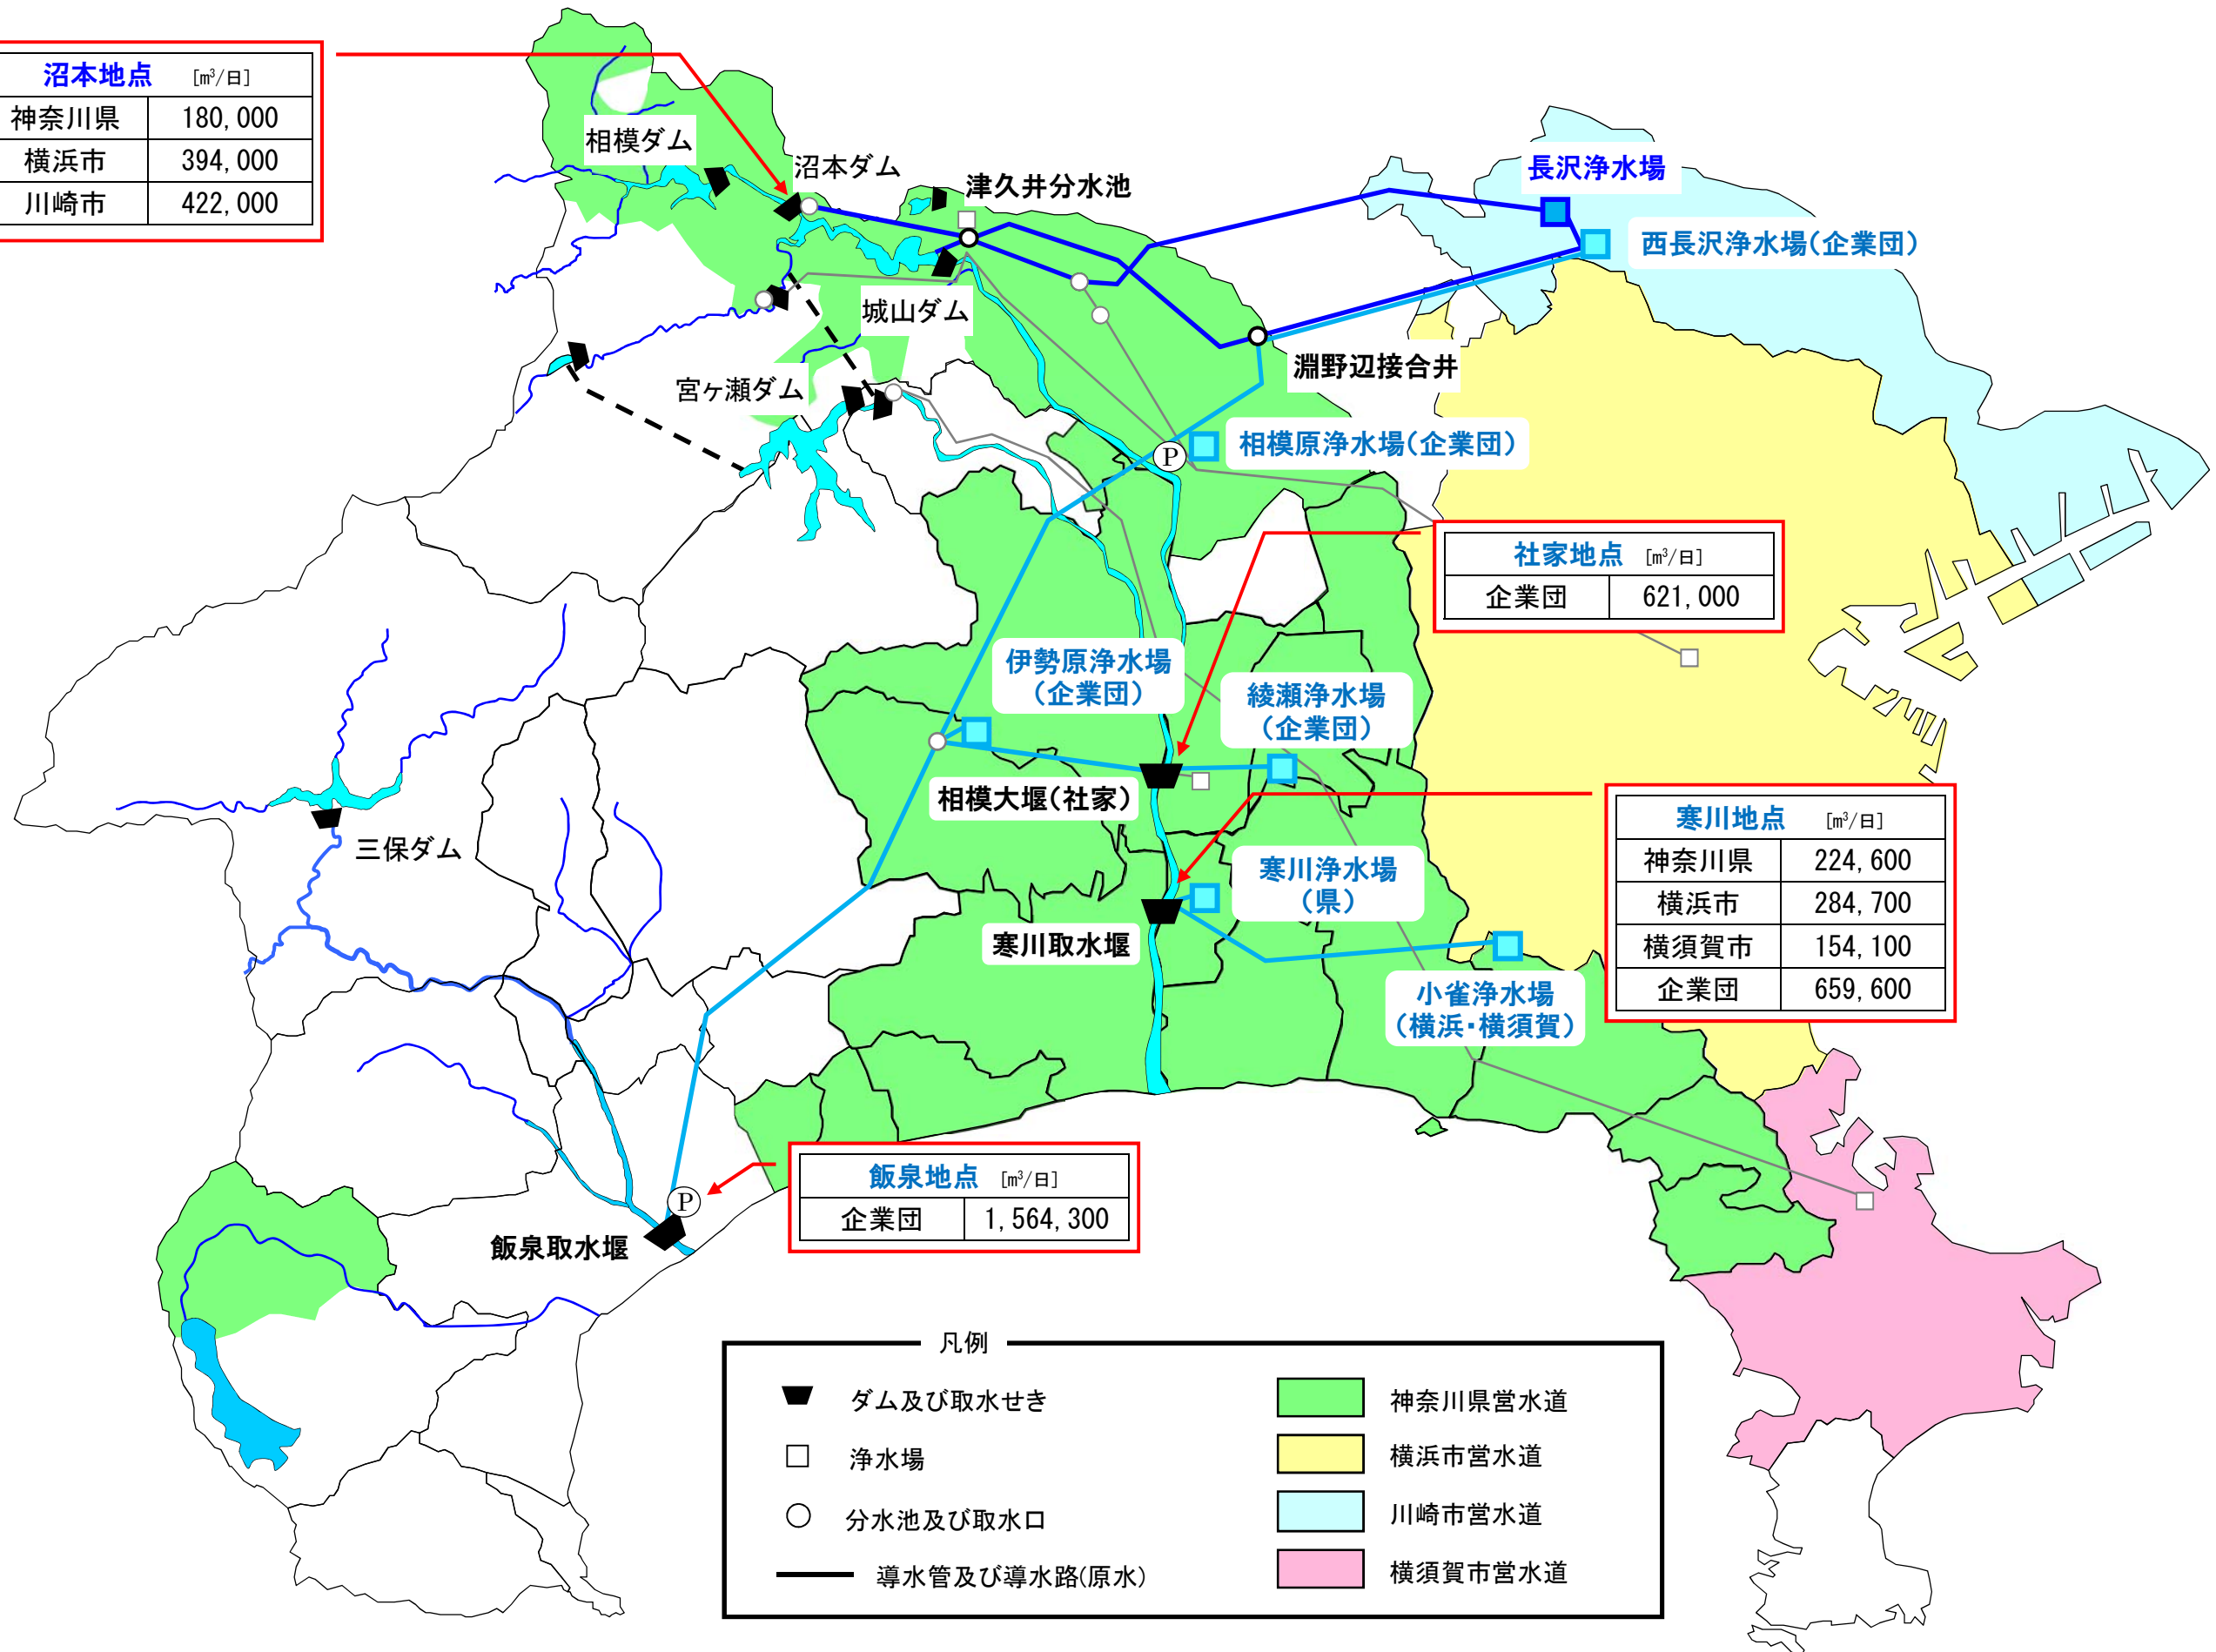 沼本地点 [m³/日]
神奈川県 180,000
横浜市 394,000
川崎市 422,000
相模ダム
沼本ダム
津久井分水池
長沢浄水場
西長沢浄水場(企業団)
城山ダム
淵野辺接合井
宮ヶ瀬ダム
相模原浄水場(企業団)
P
社家地点 [m³/日]
企業団 621,000
伊勢原浄水場
(企業団)
綾瀬浄水場
(企業団)
相模大堰(社家)
三保ダム
寒川地点 [m³/日]
神奈川県 224,600
横浜市 284,700
横須賀市 154,100
企業団 659,600
寒川浄水場
(県)
寒川取水堰
小雀浄水場
(横浜・横須賀)
飯泉地点 [m³/日]
企業団 1,564,300
P
飯泉取水堰
凡例
ダム及び取水せき
浄水場
分水池及び取水口
導水管及び導水路(原水)
神奈川県営水道
横浜市営水道
川崎市営水道
横須賀市営水道